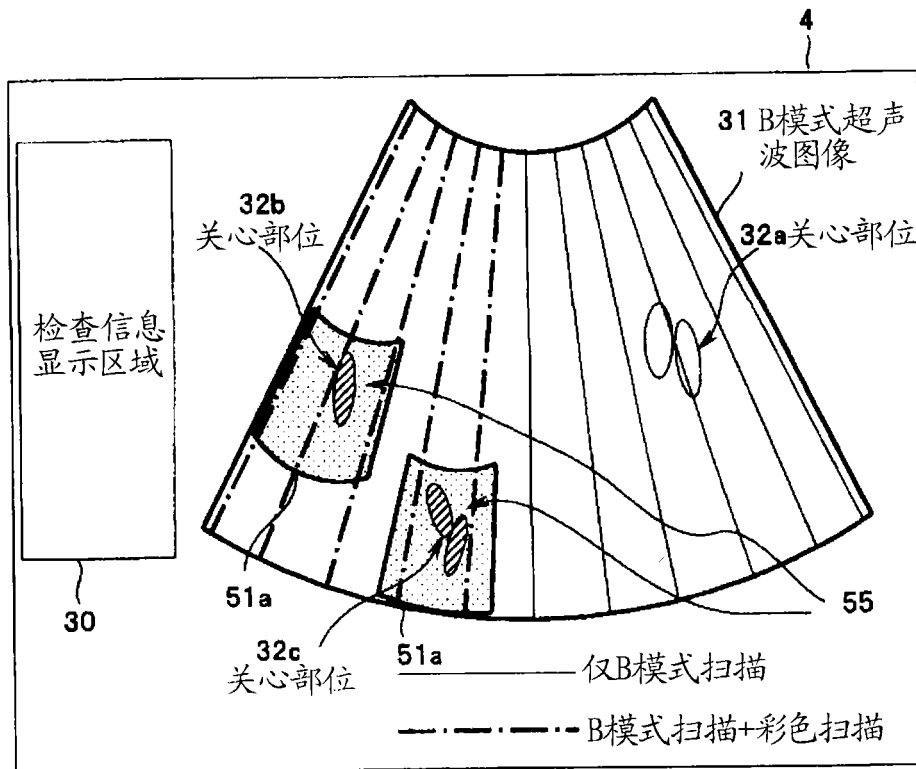 4
31 B模式超声
波图像
32b
关心部位
32a关心部位
检查信息
显示区域
51a
55
30
32c
关心部位
51a
仅B模式扫描
B模式扫描+彩色扫描